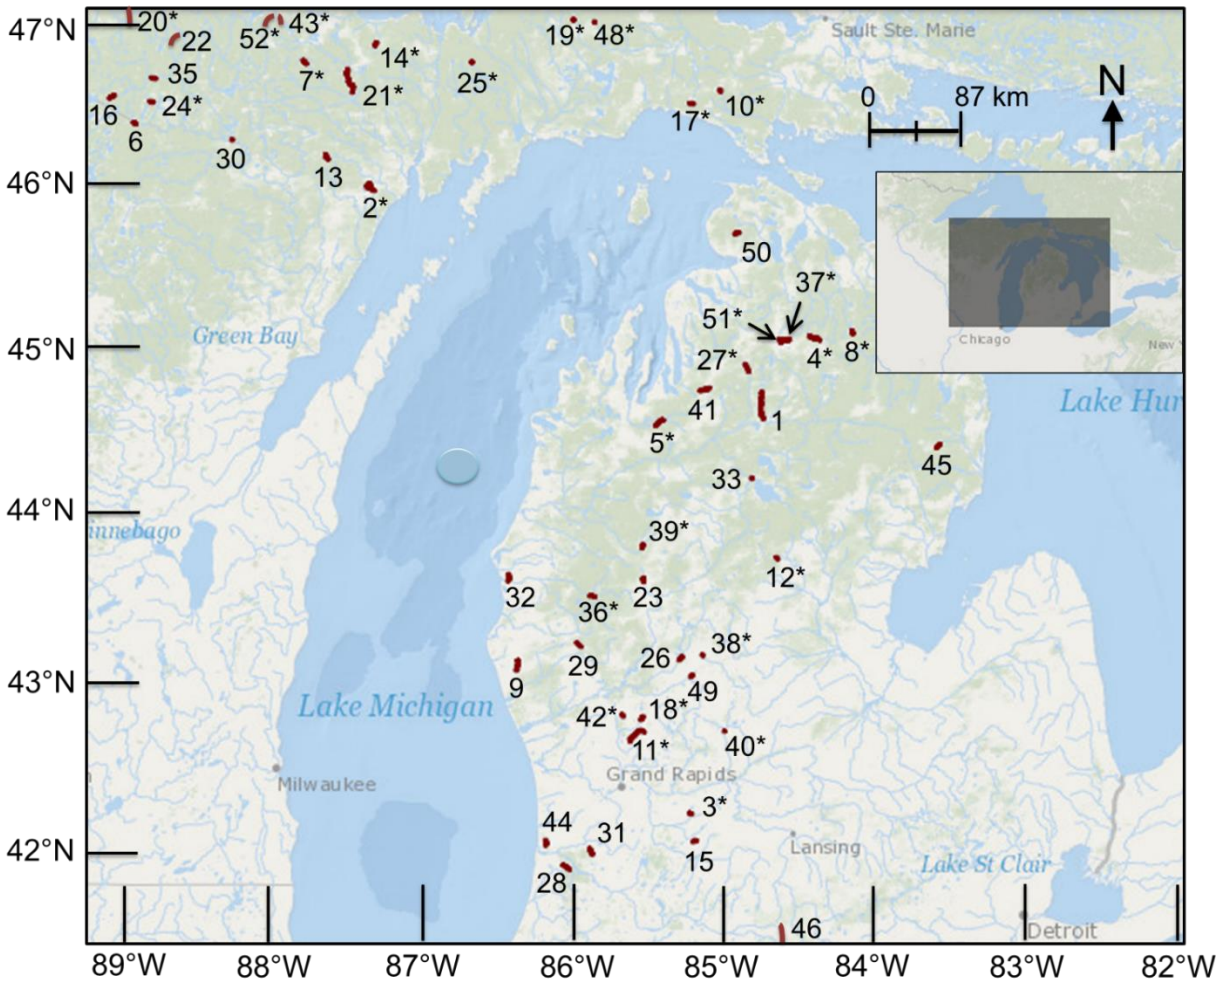 47°N
20*
22
52*
43*
14*
19*
48*
Sault Ste. Marie
35
7*
21*
25*
0
87 km
N
16
24*
6
17*
10*
30
13
46°N
2*
50
37*
51*
Green Bay
45°N
27*
4*
8*
Chicago
New
41
1
Lake Hur
5*
33
45
44°N
innebago
39*
12*
32
36*
23
29
26
38*
43°N
9
49
Lake Michigan
42*
18*
11*
40*
Grand Rapids
Milwaukee
3*
44
31
42°N
28
15
Lansing
Lake St Clair
46
Detroit
89°W
88°W
87°W
86°W
85°W
84°W
83°W
82°W